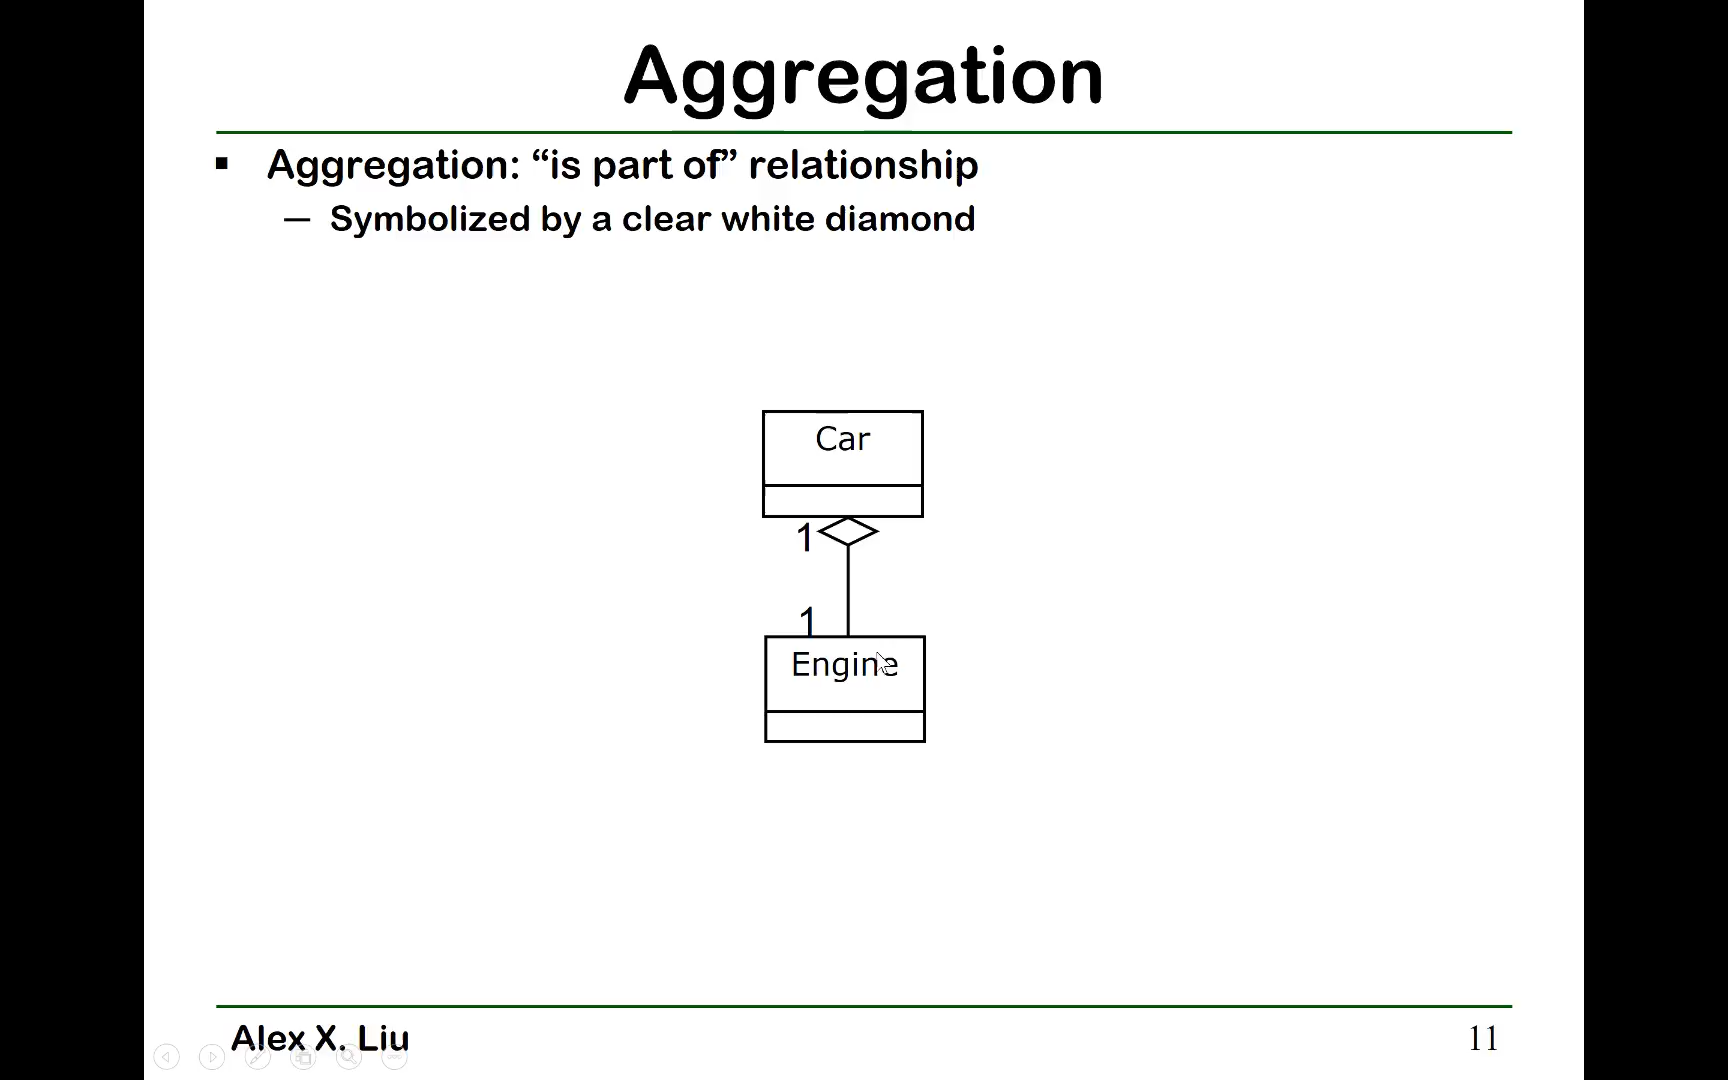 Aggregation
▪ Aggregation: “is part of” relationship
— Symbolized by a clear white diamond
Car
1
1
Engine
Alex X. Liu
11